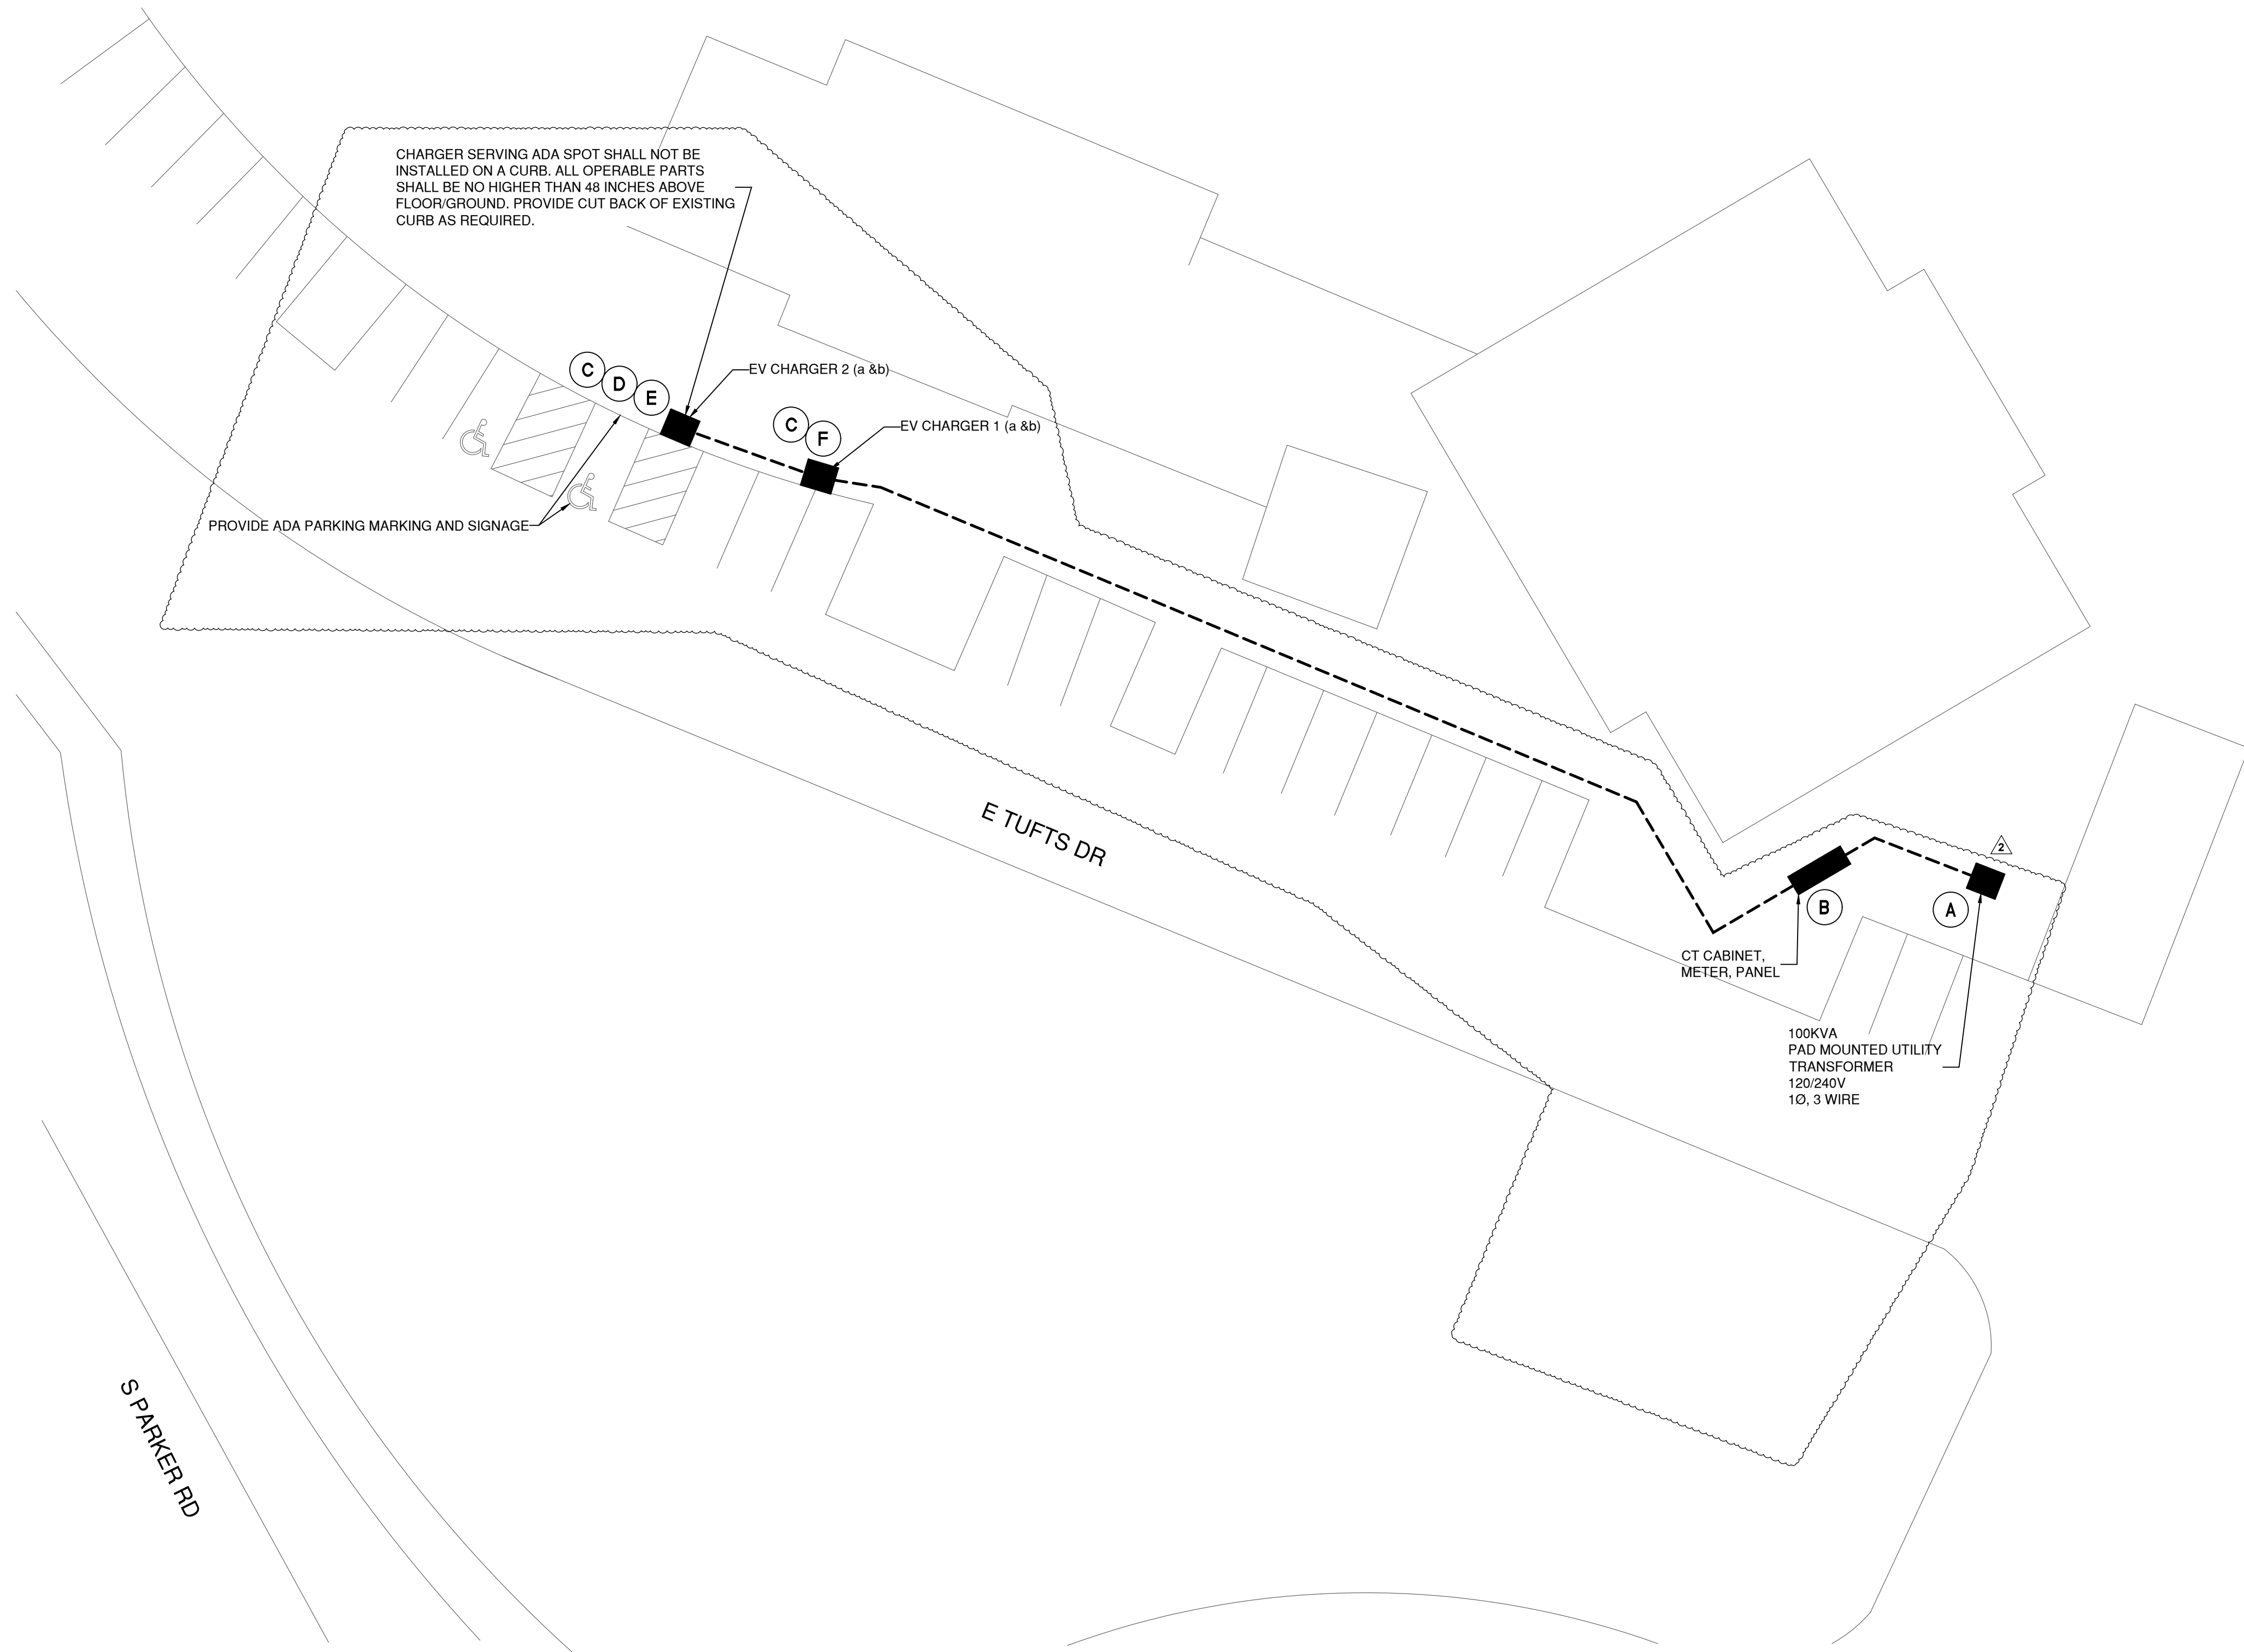 CHARGER SERVING ADA SPOT SHALL NOT BE
INSTALLED ON A CURB. ALL OPERABLE PARTS
SHALL BE NO HIGHER THAN 48 INCHES ABOVE
FLOOR/GROUND. PROVIDE CUT BACK OF EXISTING
CURB AS REQUIRED.
C
D
E
EV CHARGER 2 (a &b)
C
F
EV CHARGER 1 (a &b)
PROVIDE ADA PARKING MARKING AND SIGNAGE
E TUFTS DR
2
B
A
CT CABINET,
METER, PANEL
100KVA
PAD MOUNTED UTILITY
TRANSFORMER
120/240V
1Ø, 3 WIRE
S PARKER RD